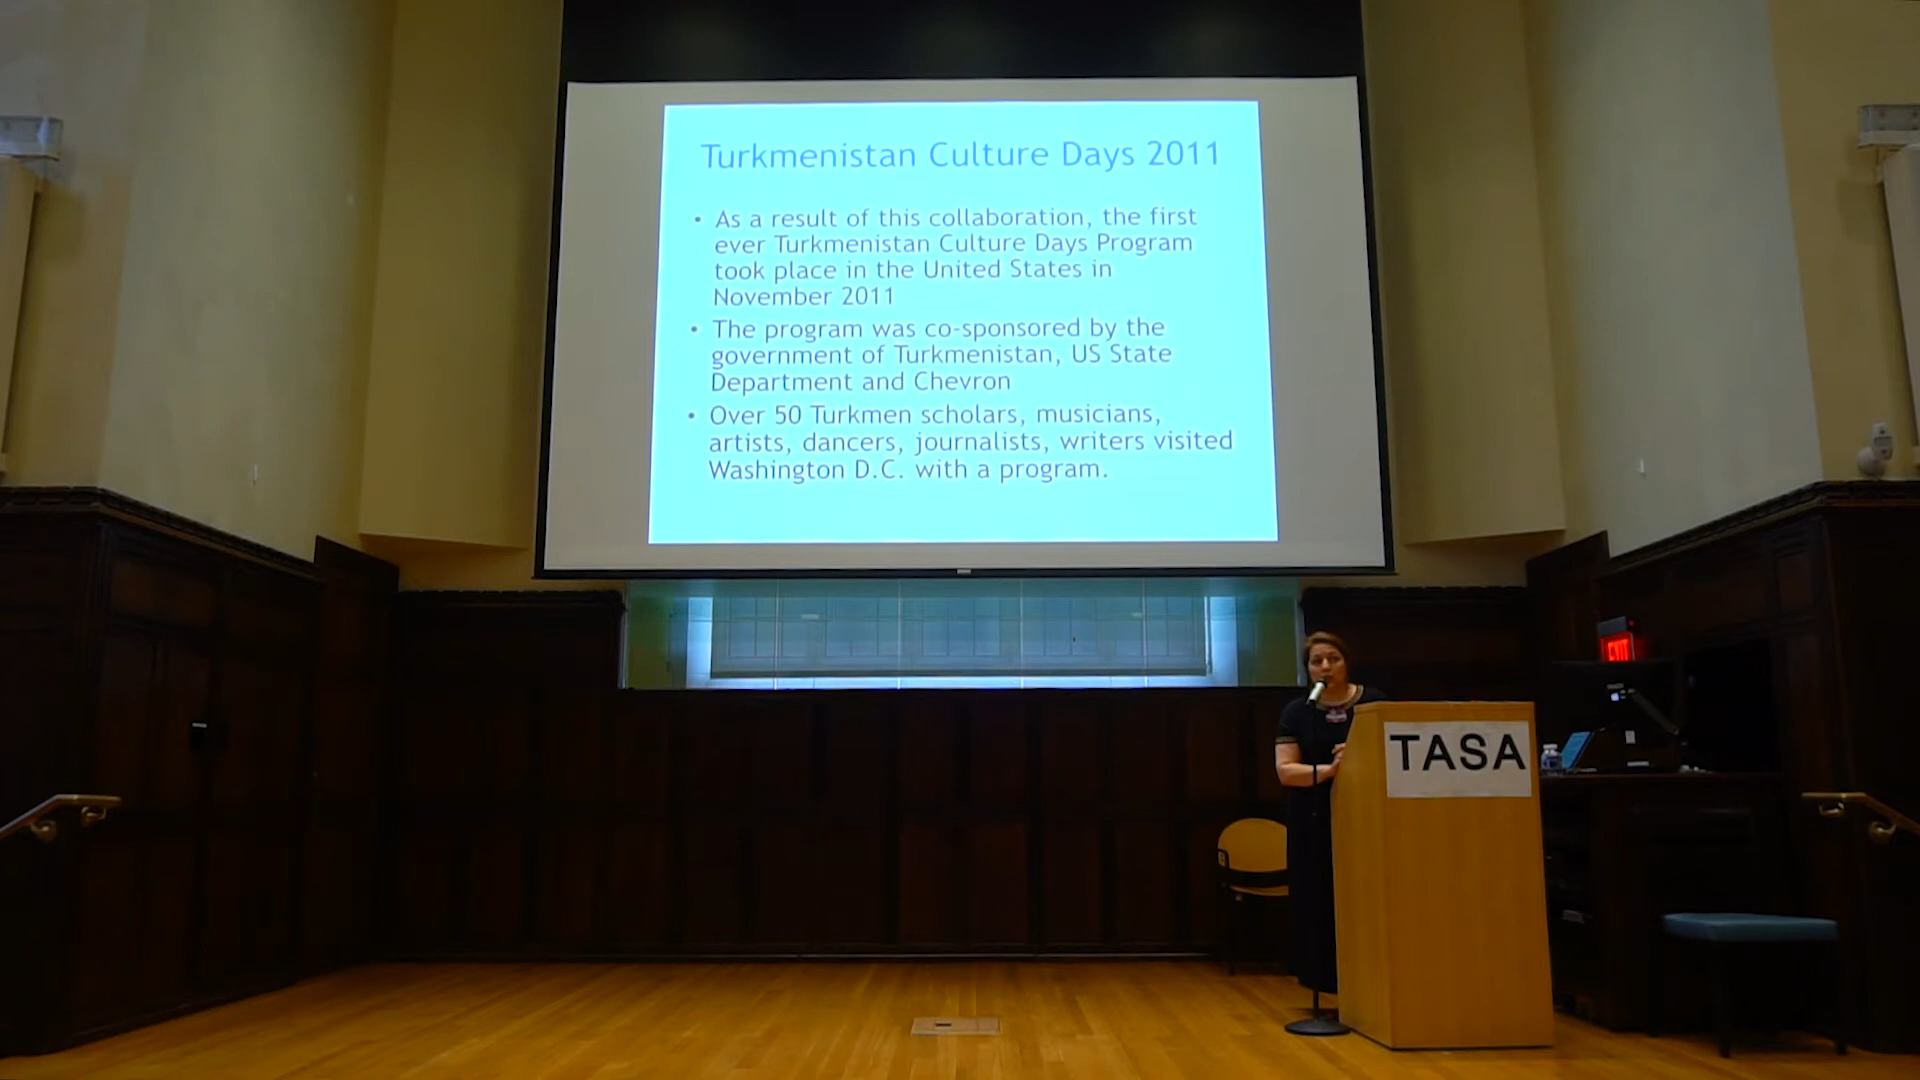 Turkmenistan Culture Days 2011
• As a result of this collaboration, the first
ever Turkmenistan Culture Days Program
took place in the United States in
November 2011
• The program was co-sponsored by the
government of Turkmenistan, US State
Department and Chevron
• Over 50 Turkmen scholars, musicians,
artists, dancers, journalists, writers visited
Washington D.C. with a program.
EXIT
TASA